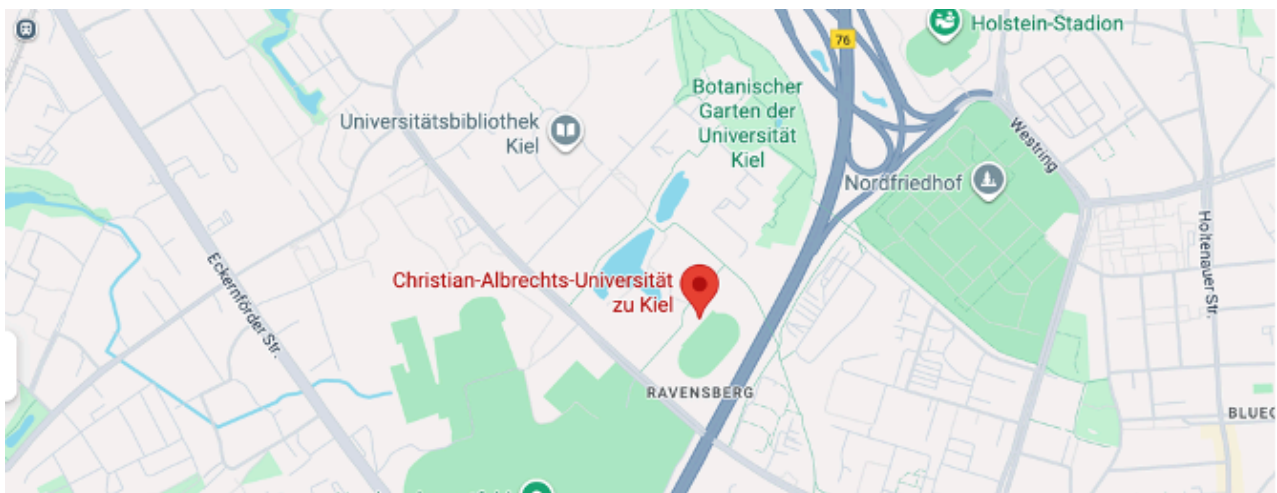 Holstein-Stadion
76
Botanischer
Garten der
Universität
Kiel
Universitätsbibliothek
Kiel
Westring
Nordfriedhof
Holtenauer Str.
Eckernförder Str.
Christian-Albrechts-Universität
zu Kiel
RAVENSBERG